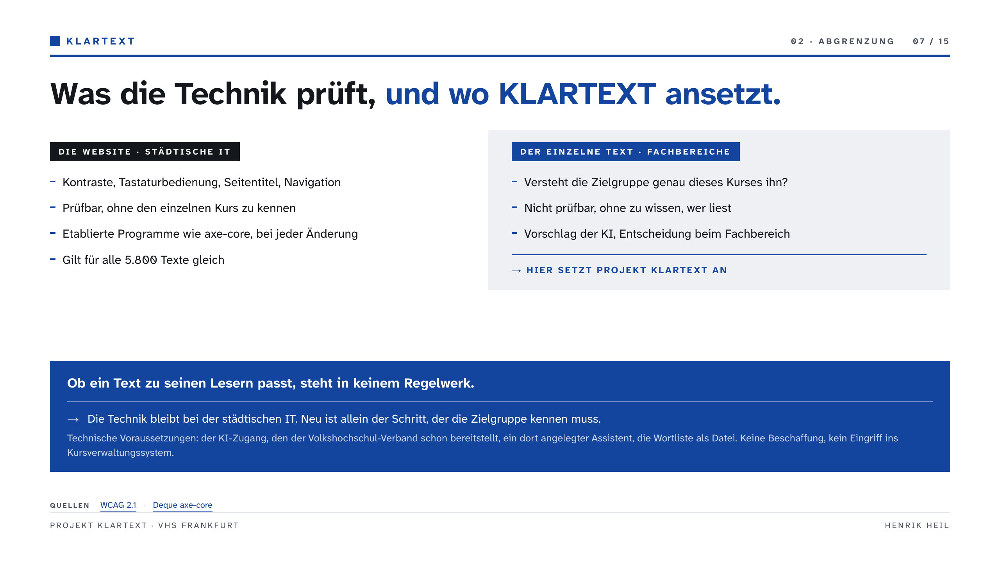 KLARTEXT
02 · ABGRENZUNG 07 / 15
Was die Technik prüft, und wo KLARTEXT ansetzt.
DIE WEBSITE · STÄDTISCHE IT
– Kontraste, Tastaturbedienung, Seitentitel, Navigation
– Prüfbar, ohne den einzelnen Kurs zu kennen
– Etablierte Programme wie axe-core, bei jeder Änderung
– Gilt für alle 5.800 Texte gleich
DER EINZELNE TEXT · FACHBEREICHE
– Versteht die Zielgruppe genau dieses Kurses ihn?
– Nicht prüfbar, ohne zu wissen, wer liest
– Vorschlag der KI, Entscheidung beim Fachbereich
→ HIER SETZT PROJEKT KLARTEXT AN
Ob ein Text zu seinen Lesern passt, steht in keinem Regelwerk.
→ Die Technik bleibt bei der städtischen IT. Neu ist allein der Schritt, der die Zielgruppe kennen muss.
Technische Voraussetzungen: der KI-Zugang, den der Volkshochschul-Verband schon bereitstellt, ein dort angelegter Assistent, die Wortliste als Datei. Keine Beschaffung, kein Eingriff ins
Kursverwaltungssystem.
QUELLEN WCAG 2.1 · Deque axe-core
PROJEKT KLARTEXT · VHS FRANKFURT
HENRIK HEIL